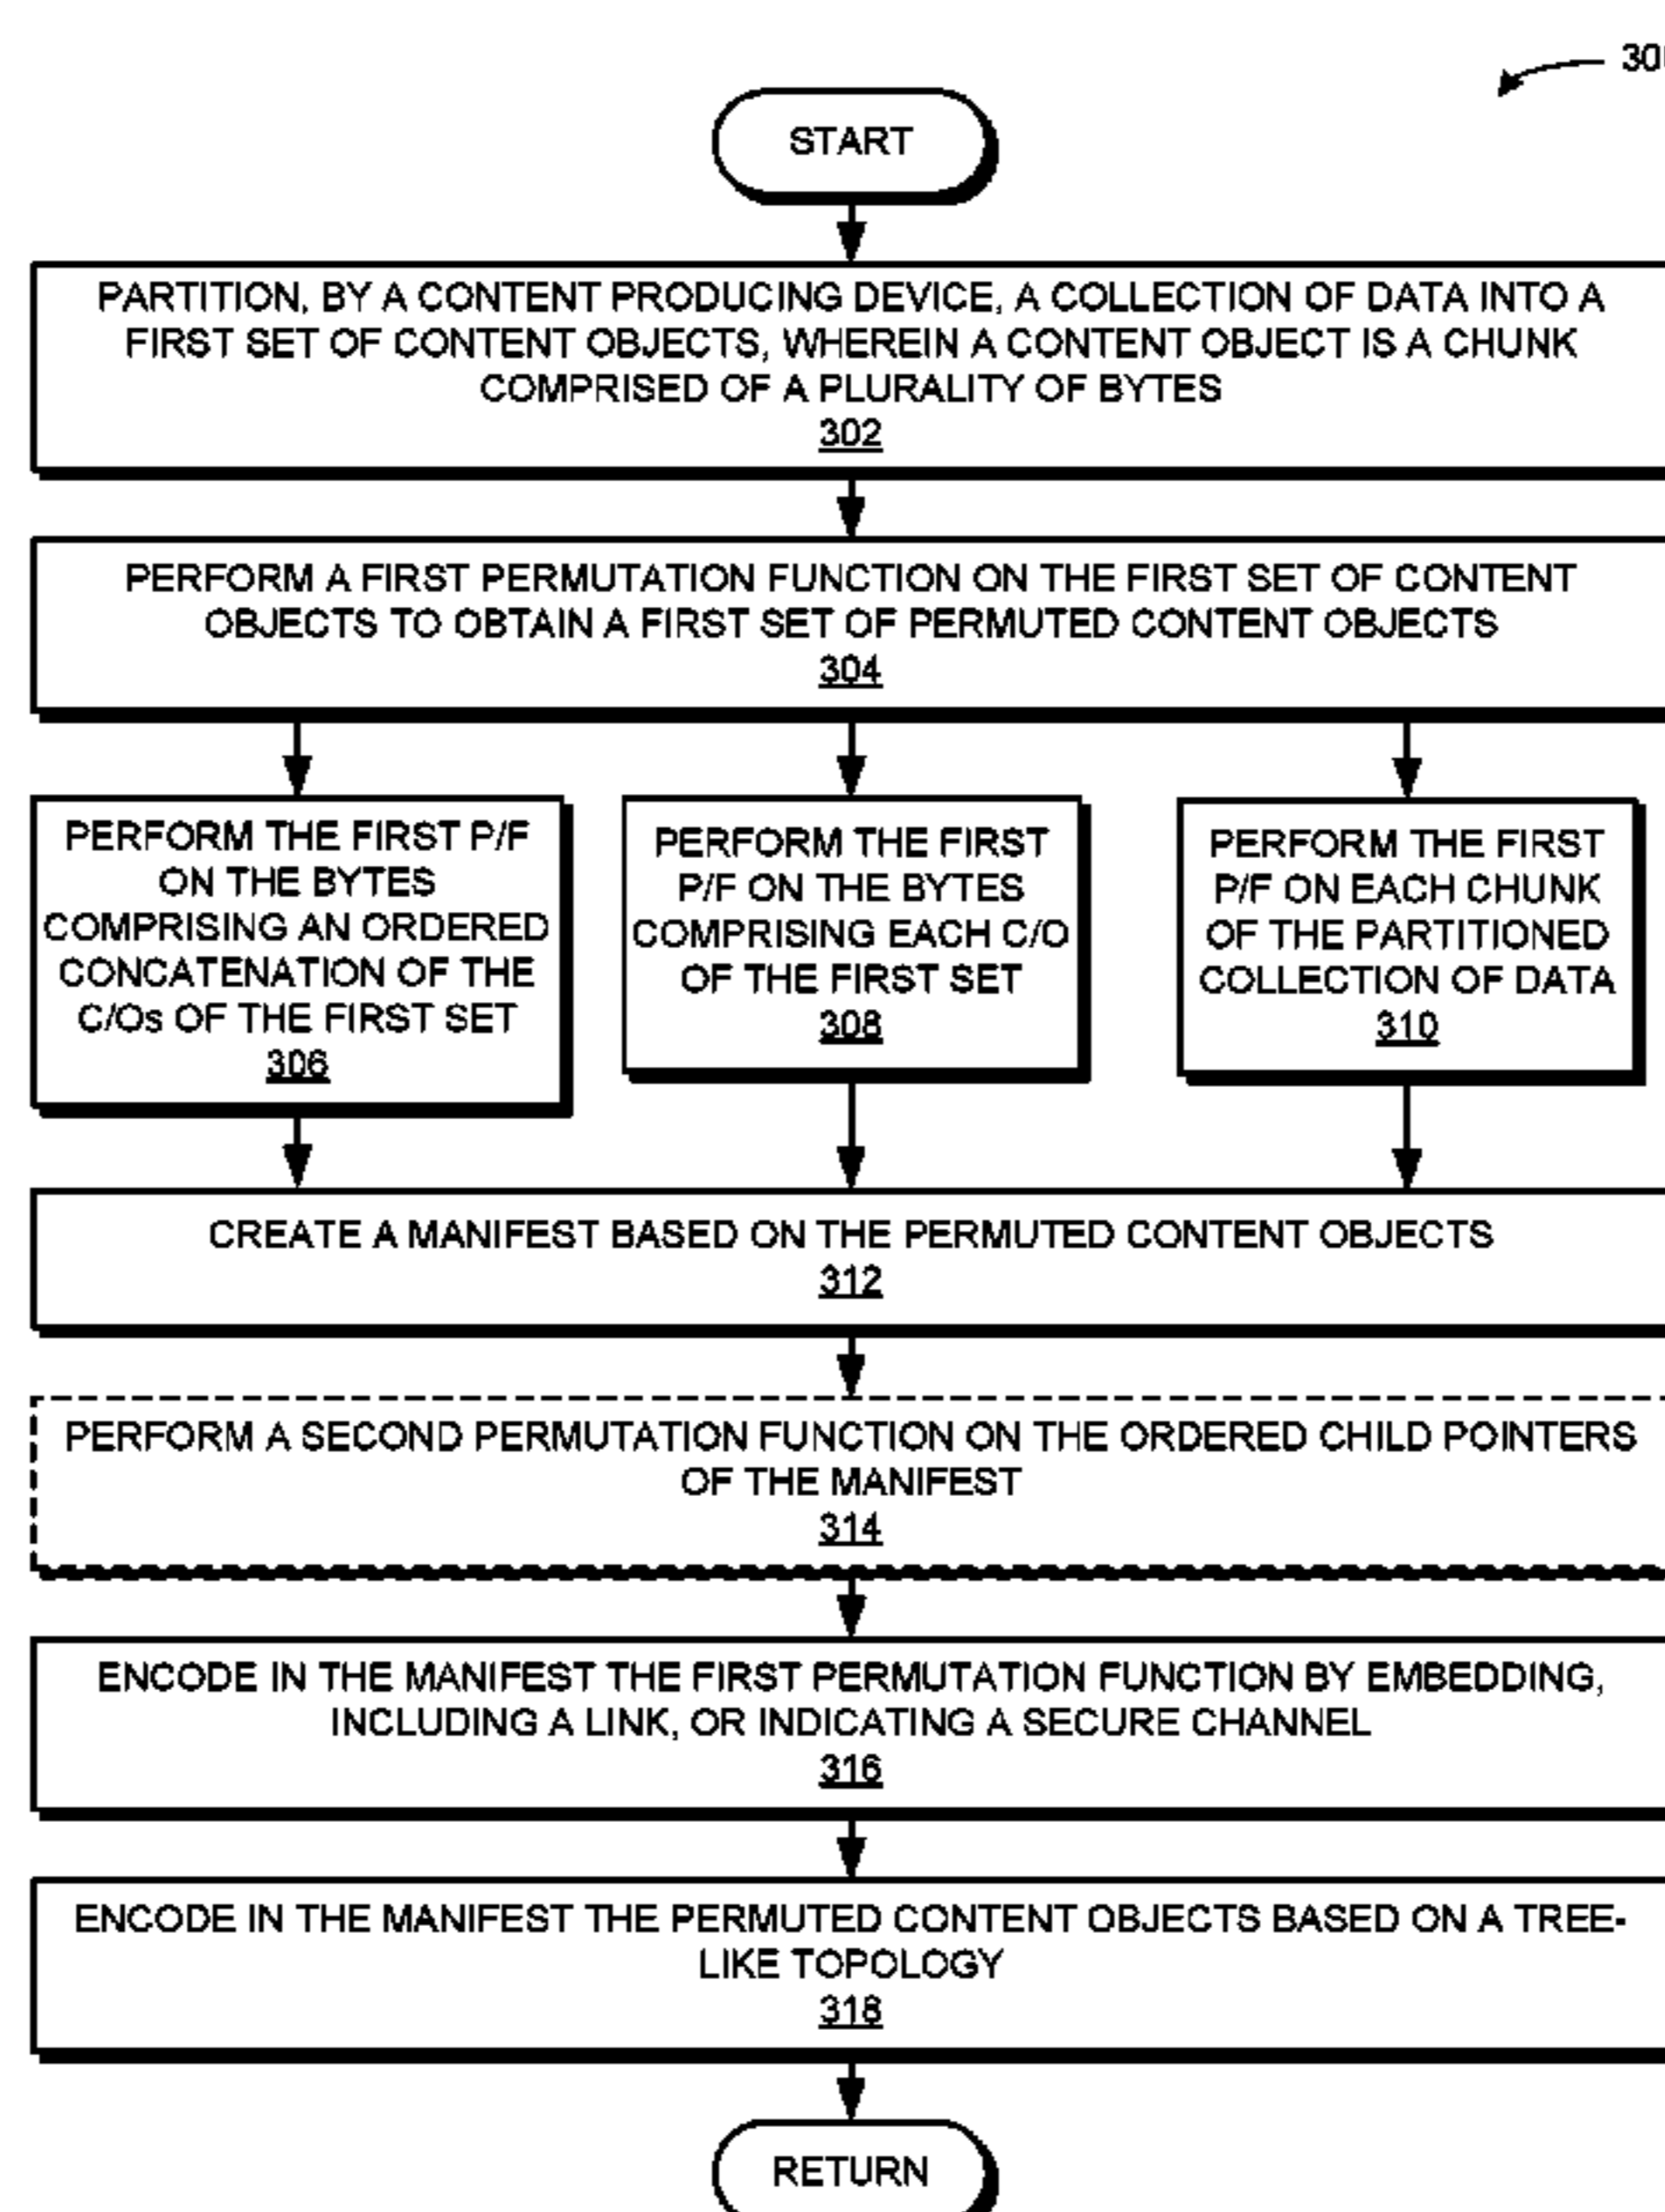 START
PARTITION, BY A CONTENT PRODUCING DEVICE, A COLLECTION OF DATA INTO A
FIRST SET OF CONTENT OBJECTS, WHEREIN A CONTENT OBJECT IS A CHUNK
COMPRISED OF A PLURALITY OF BYTES
302
PERFORM A FIRST PERMUTATION FUNCTION ON THE FIRST SET OF CONTENT
OBJECTS TO OBTAIN A FIRST SET OF PERMUTED CONTENT OBJECTS
304
PERFORM THE FIRST P/F
ON THE BYTES
COMPRISING AN ORDERED
CONCATENATION OF THE
C/Os OF THE FIRST SET
306
PERFORM THE FIRST
P/F ON THE BYTES
COMPRISING EACH C/O
OF THE FIRST SET
308
PERFORM THE FIRST
P/F ON EACH CHUNK
OF THE PARTITIONED
COLLECTION OF DATA
310
CREATE A MANIFEST BASED ON THE PERMUTED CONTENT OBJECTS
312
PERFORM A SECOND PERMUTATION FUNCTION ON THE ORDERED CHILD POINTERS
OF THE MANIFEST
314
ENCODE IN THE MANIFEST THE FIRST PERMUTATION FUNCTION BY EMBEDDING,
INCLUDING A LINK, OR INDICATING A SECURE CHANNEL
316
ENCODE IN THE MANIFEST THE PERMUTED CONTENT OBJECTS BASED ON A TREE-
LIKE TOPOLOGY
318
RETURN